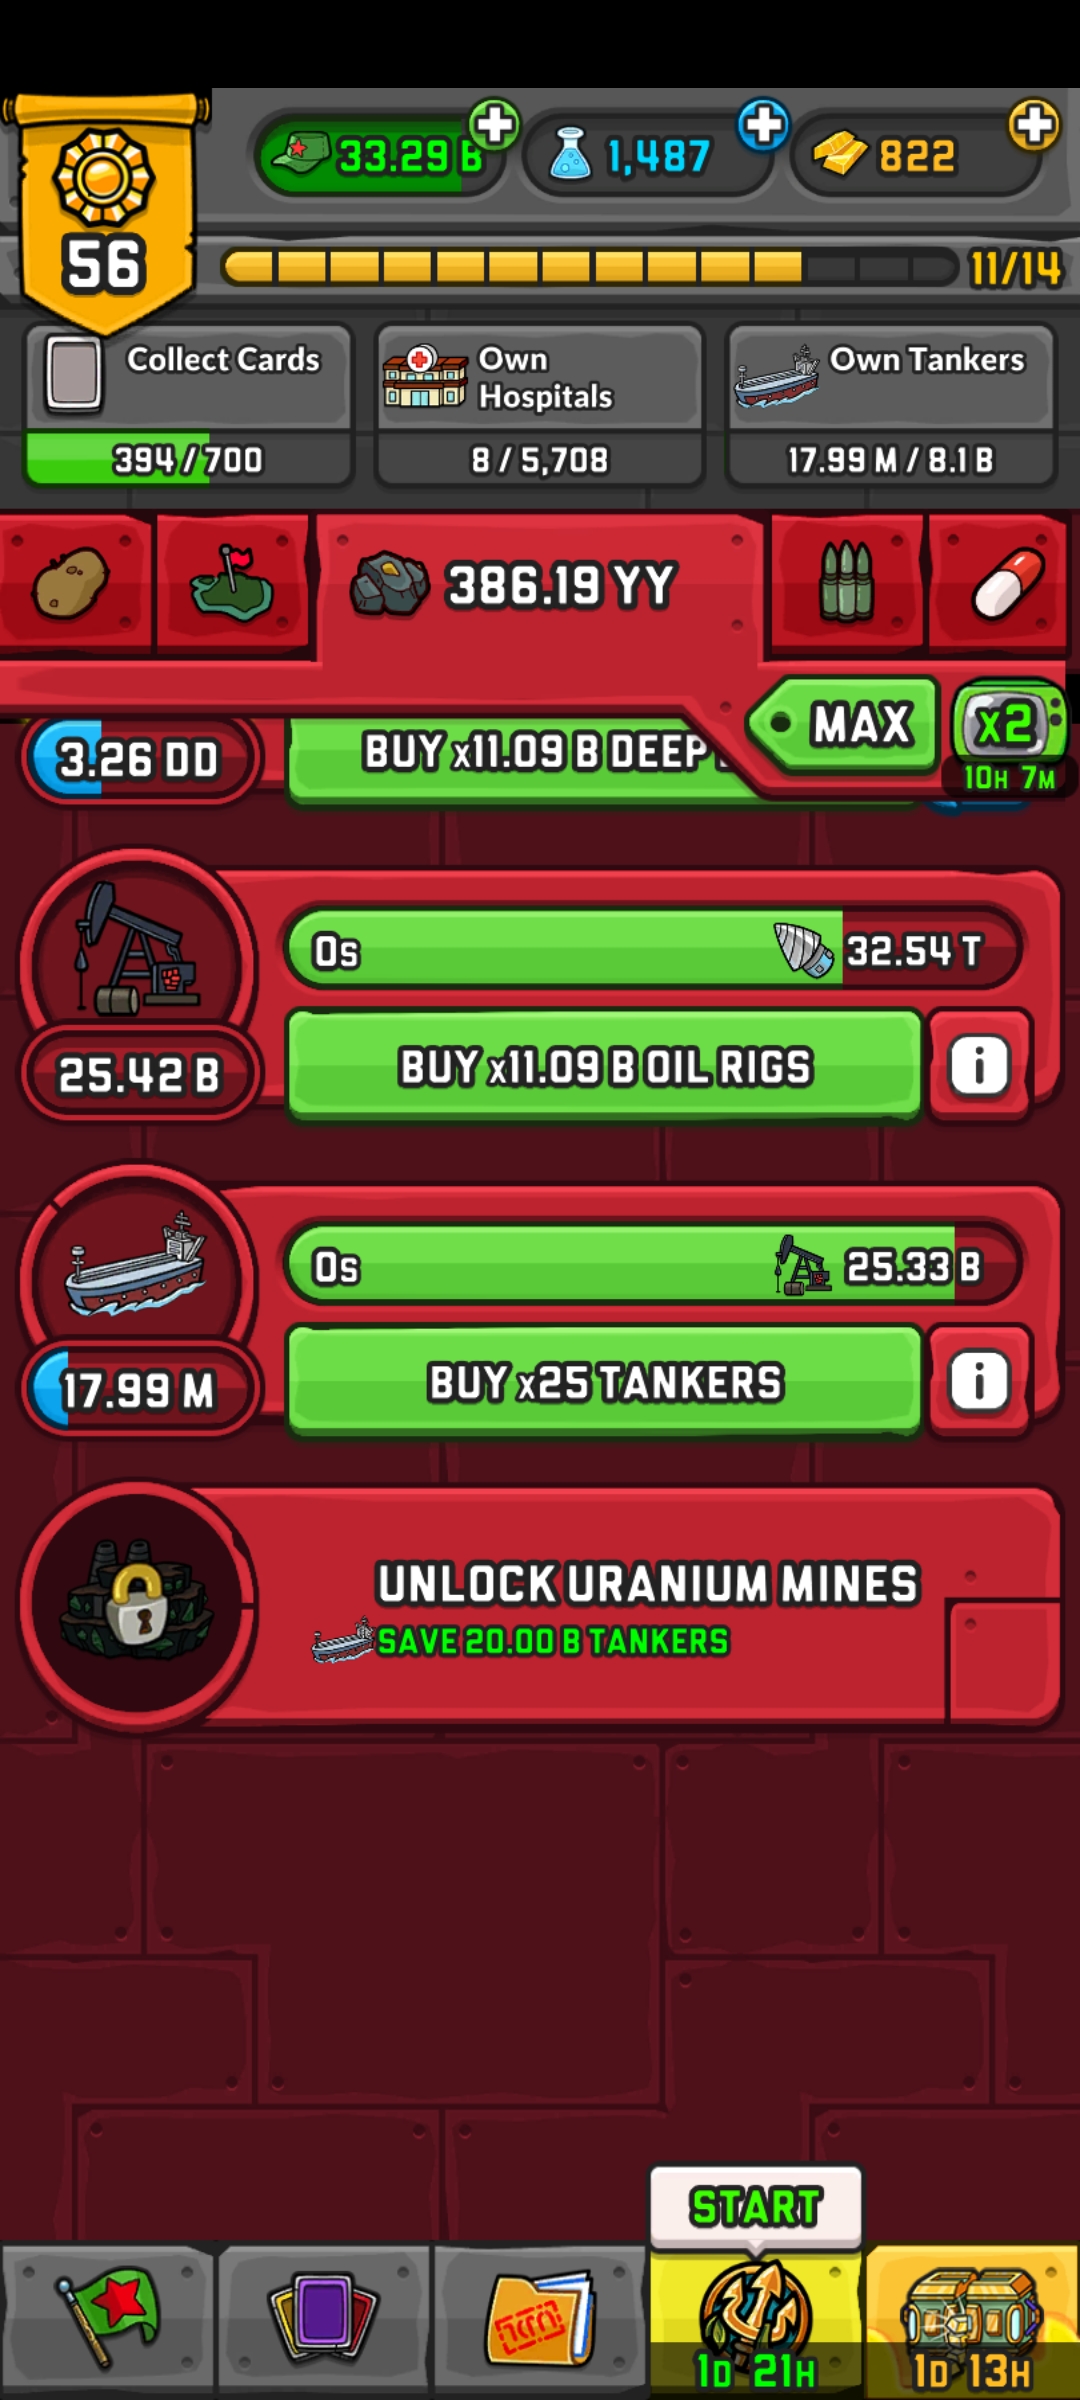 33.29 B
1,487
822
56
11/14
Collect Cards
394/700
Own
Hospitals
8/5,708
Own Tankers
17.99 M/8.1 B
386.19 YY
MAX
x2
10H 7M
3.26 DD
BUY x11.09 B DEEP
0s
32.54 T
25.42 B
BUY x11.09 B OIL RIGS
i
0s
25.33 B
17.99 M
BUY x25 TANKERS
i
UNLOCK URANIUM MINES
SAVE 20.00 B TANKERS
START
1D 21H
1D 13H